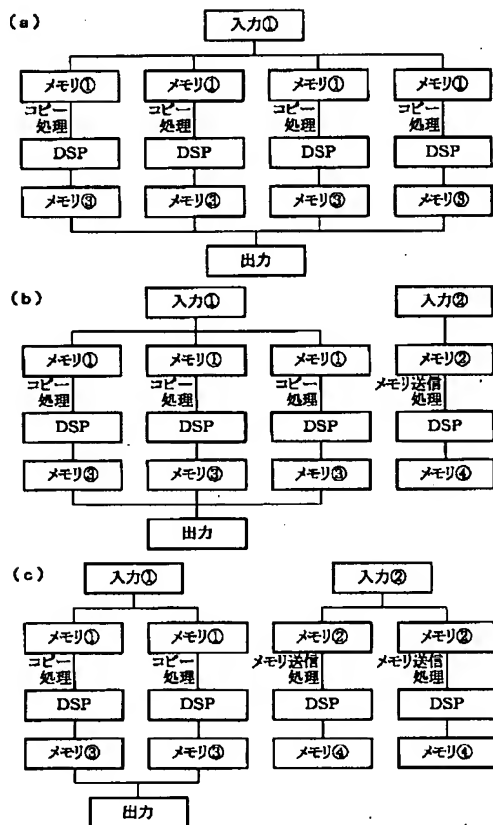 (a)
入力①
メモリ① メモリ① メモリ① メモリ①
コピー コピー コピー コピー
処理 処理 処理 処理
DSP DSP DSP DSP
メモリ③ メモリ③ メモリ③ メモリ③
出力
(b)
入力① 入力②
メモリ① メモリ① メモリ① メモリ②
コピー コピー コピー メモリ送信
処理 処理 処理 処理
DSP DSP DSP DSP
メモリ③ メモリ③ メモリ③ メモリ④
出力
(c)
入力① 入力②
メモリ① メモリ① メモリ② メモリ②
コピー コピー メモリ送信 メモリ送信
処理 処理 処理 処理
DSP DSP DSP DSP
メモリ③ メモリ③ メモリ④ メモリ④
出力